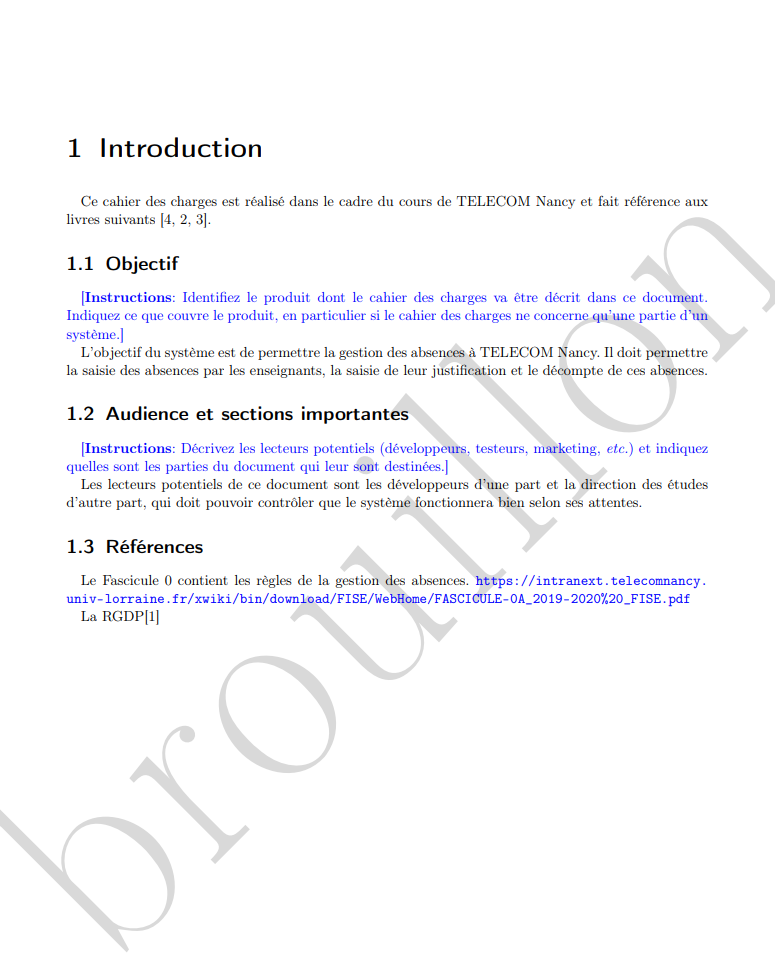 1 Introduction
Ce cahier des charges est réalisé dans le cadre du cours de TELECOM Nancy et fait référence aux
livres suivants [4, 2, 3].
1.1 Objectif
[Instructions: Identifiez le produit dont le cahier des charges va être décrit dans ce document.
Indiquez ce que couvre le produit, en particulier si le cahier des charges ne concerne qu'une partie d'un
système.]
L'objectif du système est de permettre la gestion des absences à TELECOM Nancy. Il doit permettre
la saisie des absences par les enseignants, la saisie de leur justification et le décompte de ces absences.
1.2 Audience et sections importantes
[Instructions: Décrivez les lecteurs potentiels (développeurs, testeurs, marketing, etc.) et indiquez
quelles sont les parties du document qui leur sont destinées.]
Les lecteurs potentiels de ce document sont les développeurs d'une part et la direction des études
d'autre part, qui doit pouvoir contrôler que le système fonctionnera bien selon ses attentes.
1.3 Références
Le Fascicule 0 contient les règles de la gestion des absences. https://intranext.telecomnancy.
univ-lorraine.fr/xwiki/bin/download/FISE/WebHome/FASCICULE-0A_2019-2020%20_FISE.pdf
La RGDP[1]
brouillon